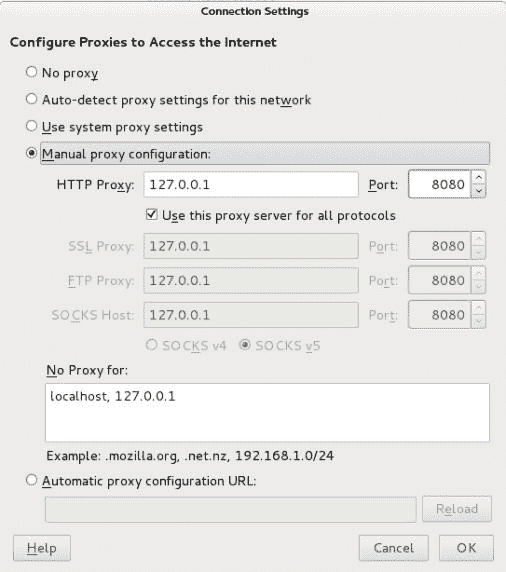 Connection Settings
Configure Proxies to Access the Internet
No proxy
Auto-detect proxy settings for this network
Use system proxy settings
Manual proxy configuration:
HTTP Proxy: 127.0.0.1 Port: 8080
Use this proxy server for all protocols
SSL Proxy: 127.0.0.1 Port: 8080
FTP Proxy: 127.0.0.1 Port: 8080
SOCKS Host: 127.0.0.1 Port: 8080
SOCKS v4 SOCKS v5
No Proxy for:
localhost, 127.0.0.1
Example: .mozilla.org, .net.nz, 192.168.1.0/24
Automatic proxy configuration URL:
Reload
Help Cancel OK